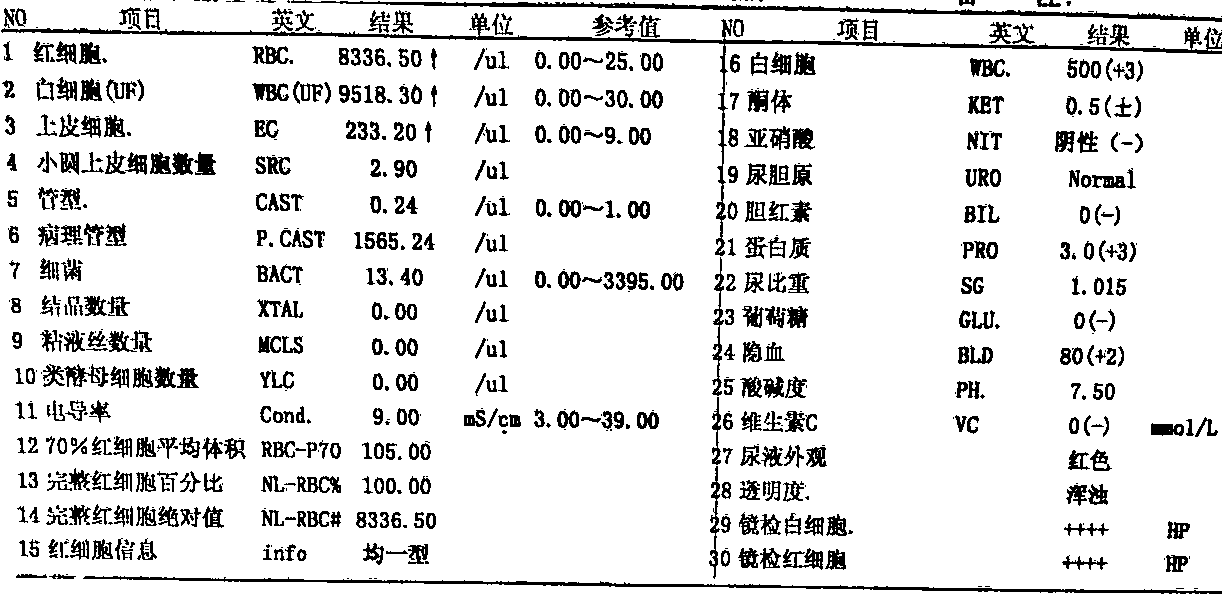 NO 项目 英文 结果 单位 参考值 NO 项目 英文 结果 单位
1 红细胞. RBC. 8336.50↑ /ul 0.00~25.00 16 白细胞 WBC. 500(+3)
2 白细胞(UF) WBC(UF) 9518.30↑ /ul 0.00~30.00 17 酮体 KET 0.5(±)
3 上皮细胞. EC 233.20↑ /ul 0.00~9.00 18 亚硝酸 NIT 阴性 (-)
4 小圆上皮细胞数量 SRC 2.90 /ul 19 尿胆原 URO Normal
5 管型. CAST 0.24 /ul 0.00~1.00 20 胆红素 BIL 0(-)
6 病理管型 P.CAST 1565.24 /ul 21 蛋白质 PRO 3.0(+3)
7 细菌 BACT 13.40 /ul 0.00~3395.00 22 尿比重 SG 1.015
8 结晶数量 XTAL 0.00 /ul 23 葡萄糖 GLU. 0(-)
9 粘液丝数量 MCLS 0.00 /ul 24 隐血 BLD 80(+2)
10 类酵母细胞数量 YLC 0.00 /ul 25 酸碱度 PH. 7.50
11 电导率 Cond. 9.00 mS/cm 3.00~39.00 26 维生素C VC 0(-) mmol/L
12 70%红细胞平均体积 RBC-P70 105.00 27 尿液外观 红色
13 完整红细胞百分比 NL-RBC% 100.00 28 透明度. 浑浊
14 完整红细胞绝对值 NL-RBC# 8336.50 29 镜检白细胞. ++++ HP
15 红细胞信息 info 均一型 30 镜检红细胞 ++++ HP